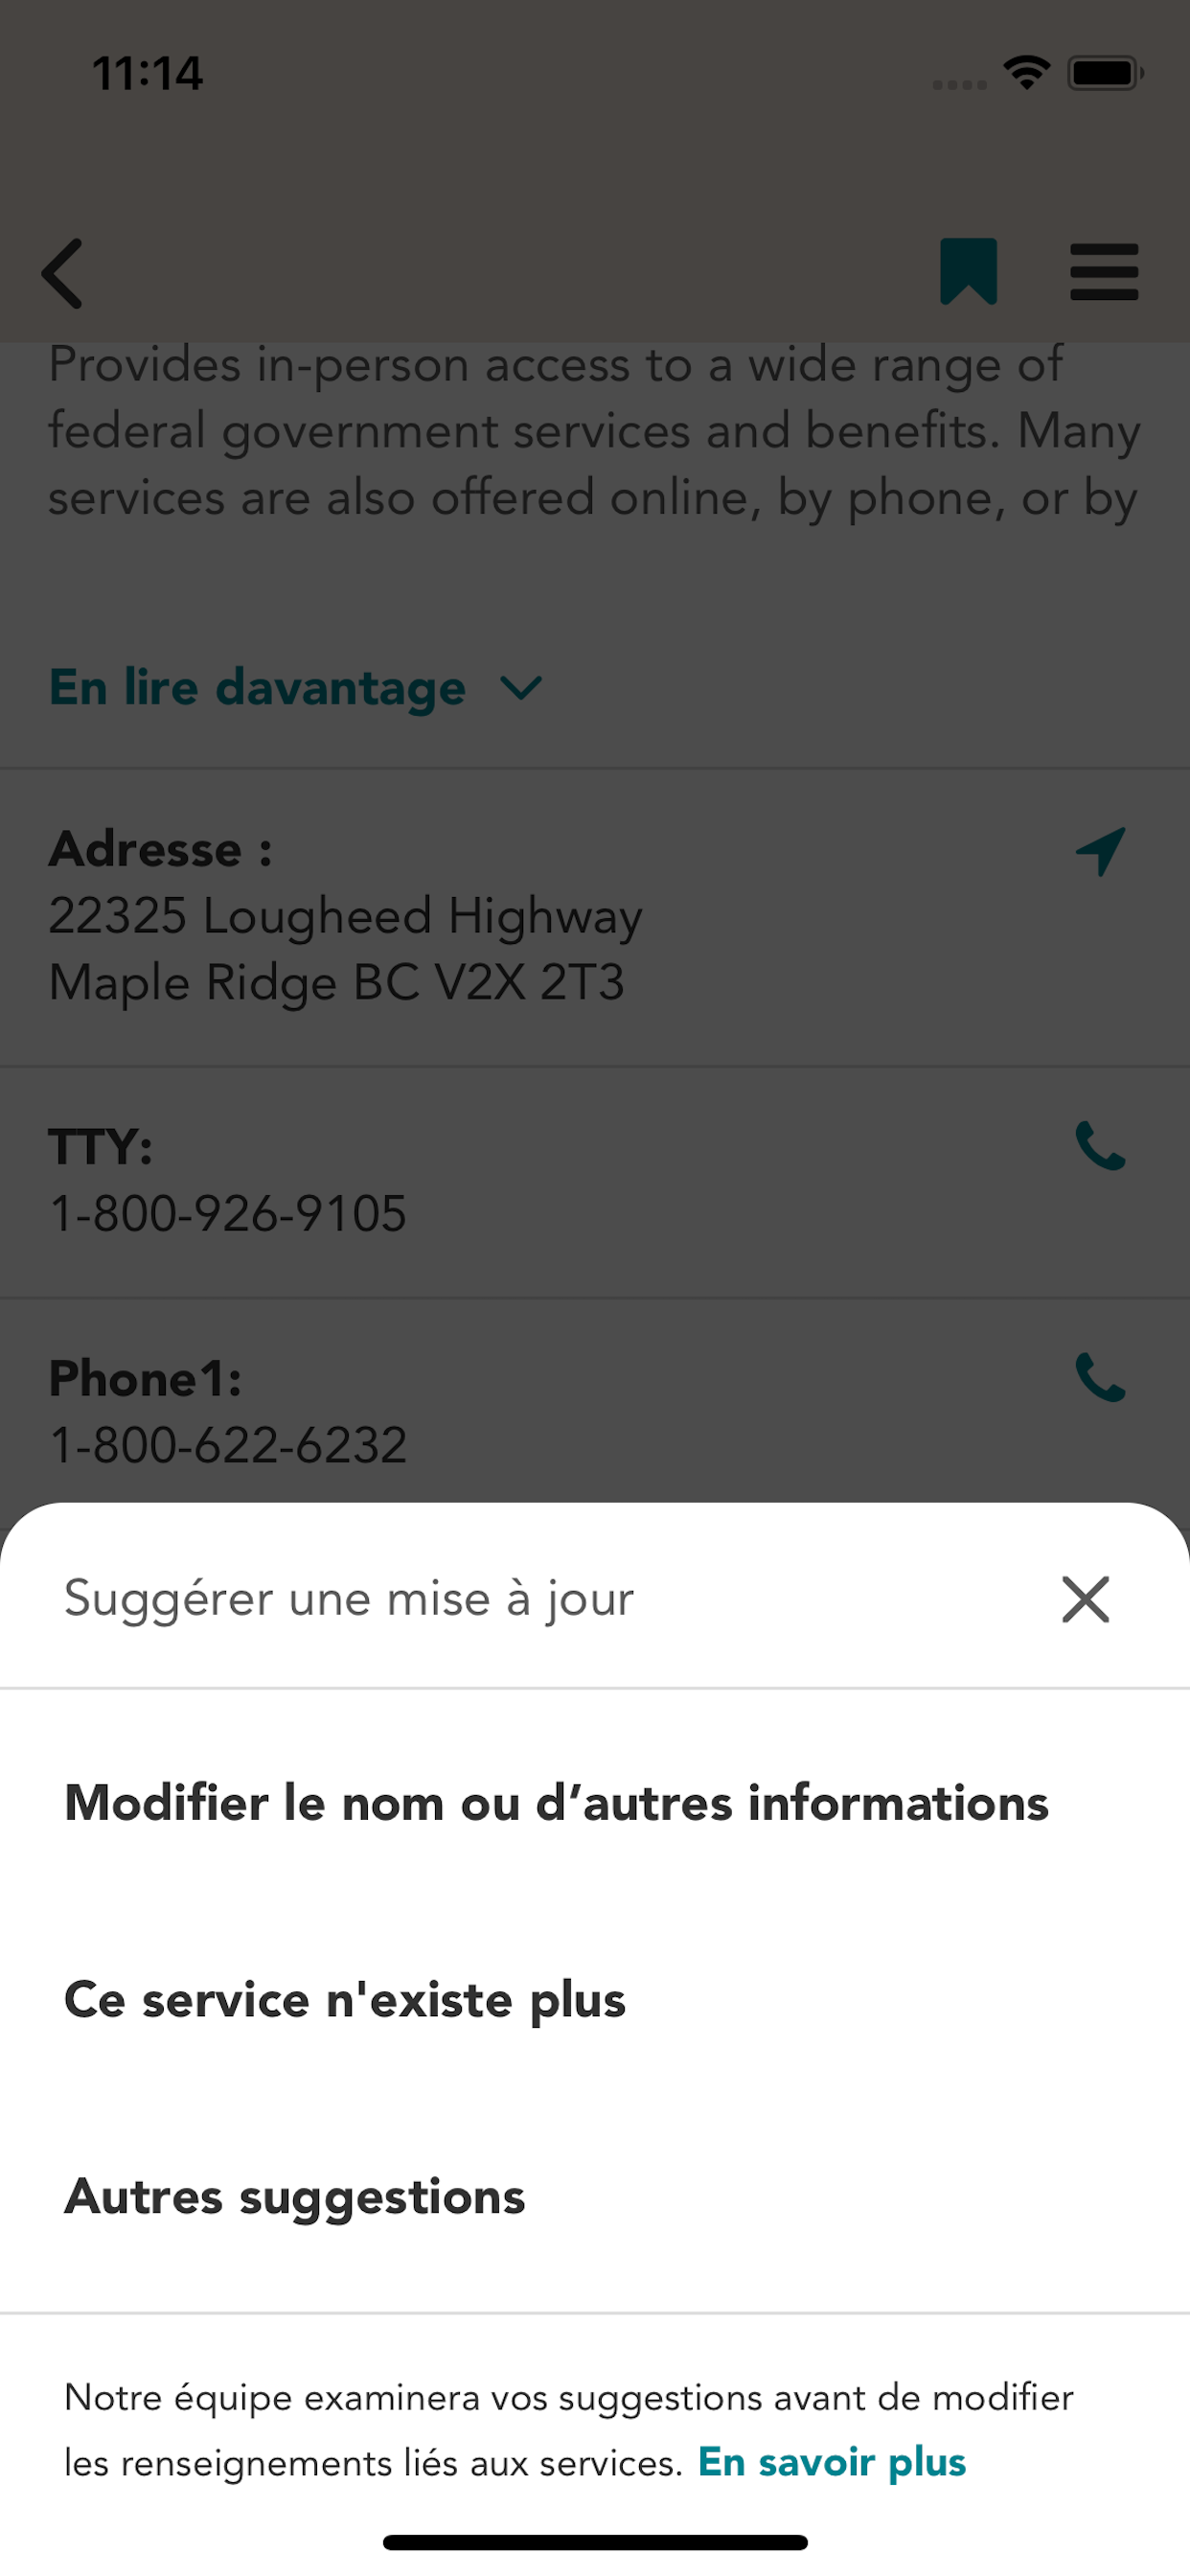 11:14
Provides in-person access to a wide range of
federal government services and benefits. Many
services are also offered online, by phone, or by
En lire davantage
Adresse :
22325 Lougheed Highway
Maple Ridge BC V2X 2T3
TTY:
1-800-926-9105
Phone1:
1-800-622-6232
Suggérer une mise à jour
Modifier le nom ou d’autres informations
Ce service n'existe plus
Autres suggestions
Notre équipe examinera vos suggestions avant de modifier
les renseignements liés aux services. En savoir plus